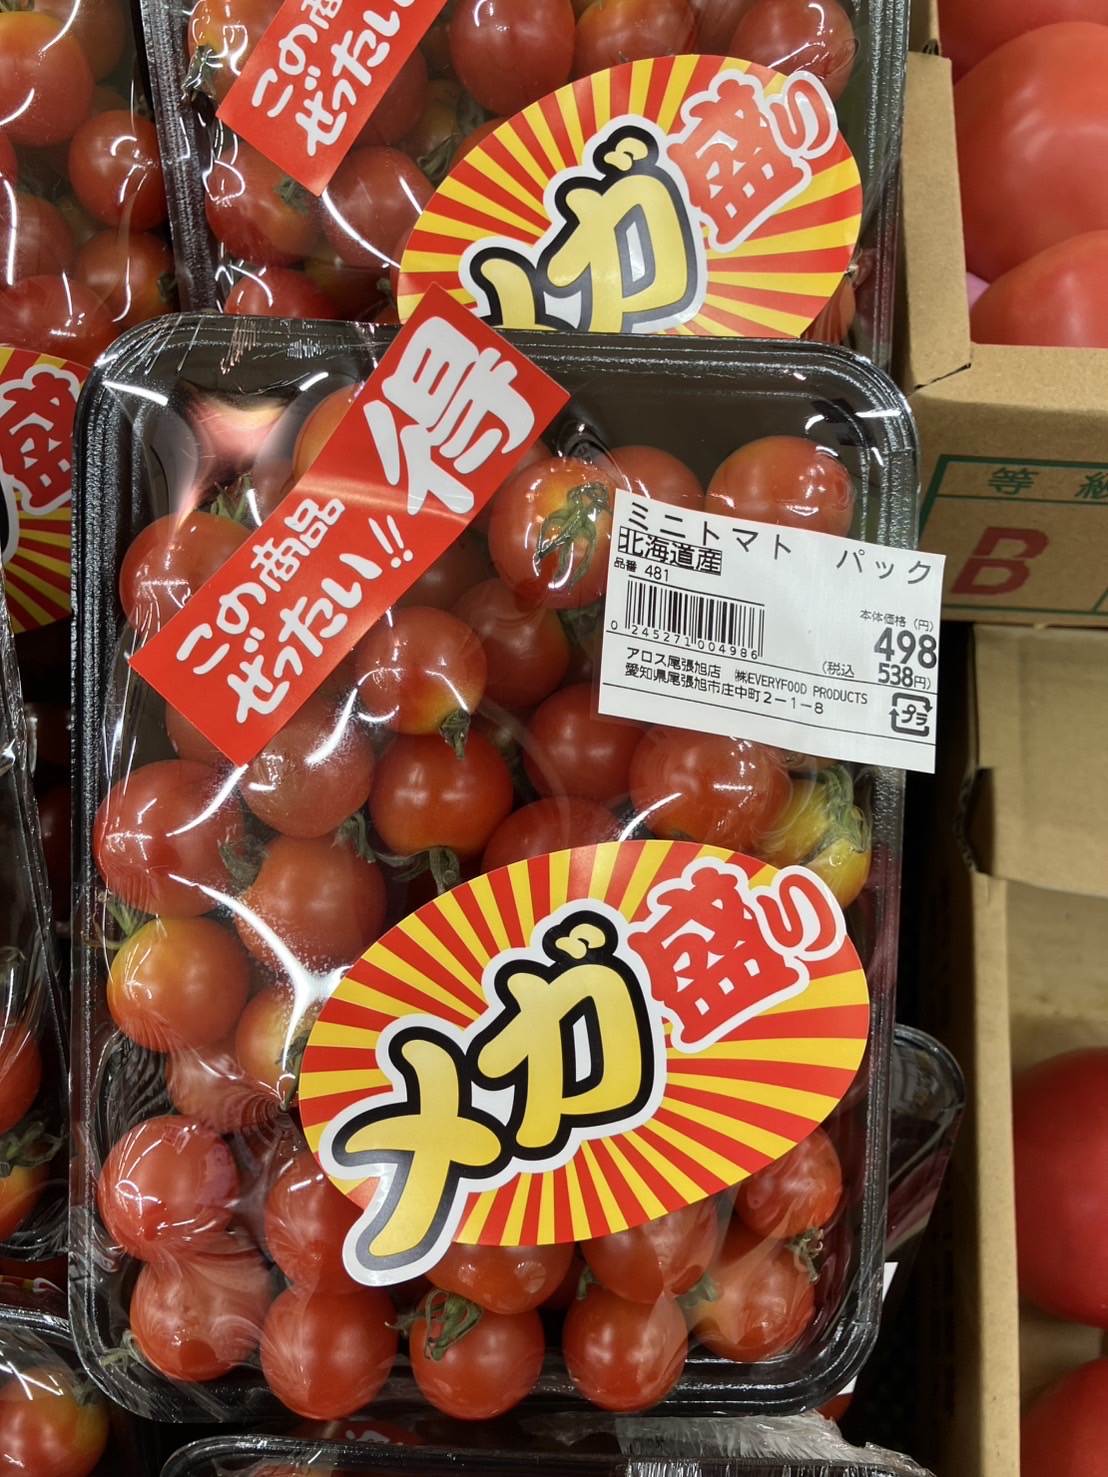 この商
ぜったい
メガ盛り
盛
得
この商品
ぜったい!!
ミニトマト パック
北海道産
品番 481
本体価格(円)
498
(税込 538円)
0 245271 004986
アロス尾張旭店 ㈱EVERYFOOD PRODUCTS
愛知県尾張旭市庄中町2-1-8
プラ
メガ盛り
等級
B